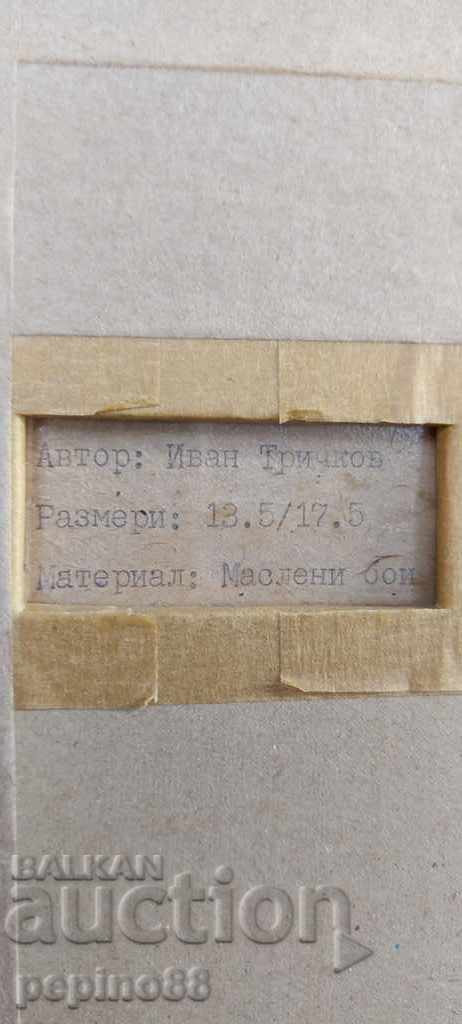 Автор: Иван Тричков
Размери: 13.5/17.5
Материал: Маслени бои
BALKAN
auction
pepino88